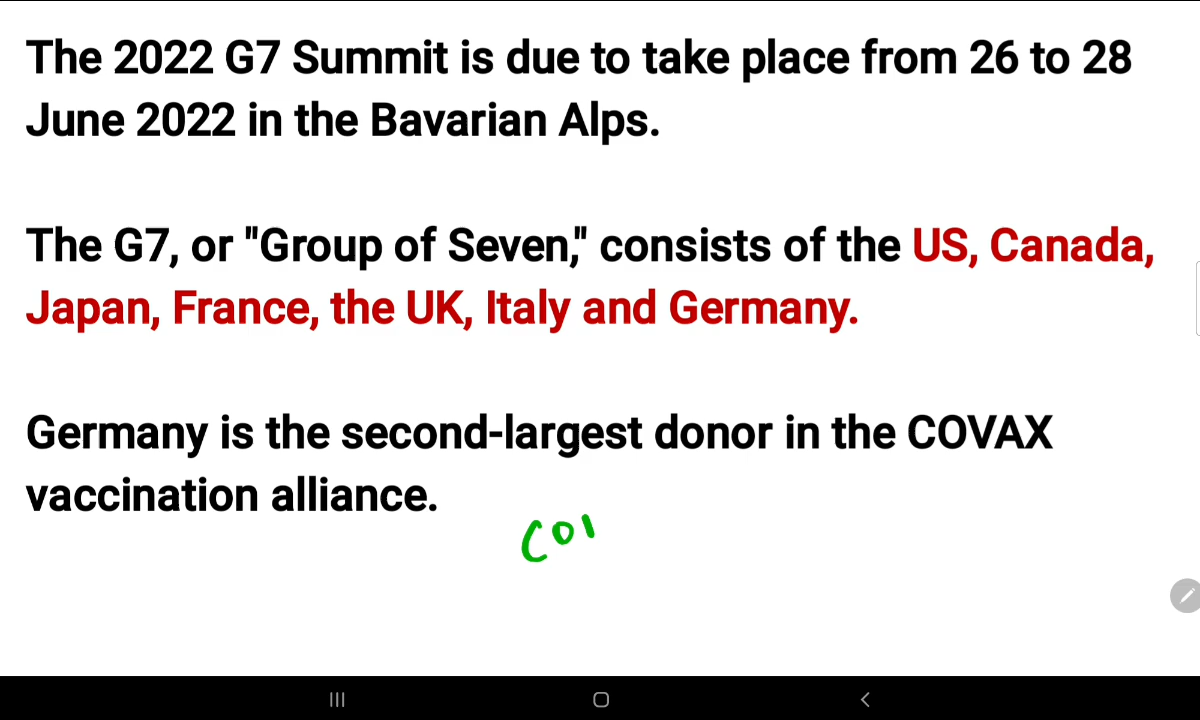 The 2022 G7 Summit is due to take place from 26 to 28
June 2022 in the Bavarian Alps.
The G7, or "Group of Seven," consists of the US, Canada,
Japan, France, the UK, Italy and Germany.
Germany is the second-largest donor in the COVAX
vaccination alliance.